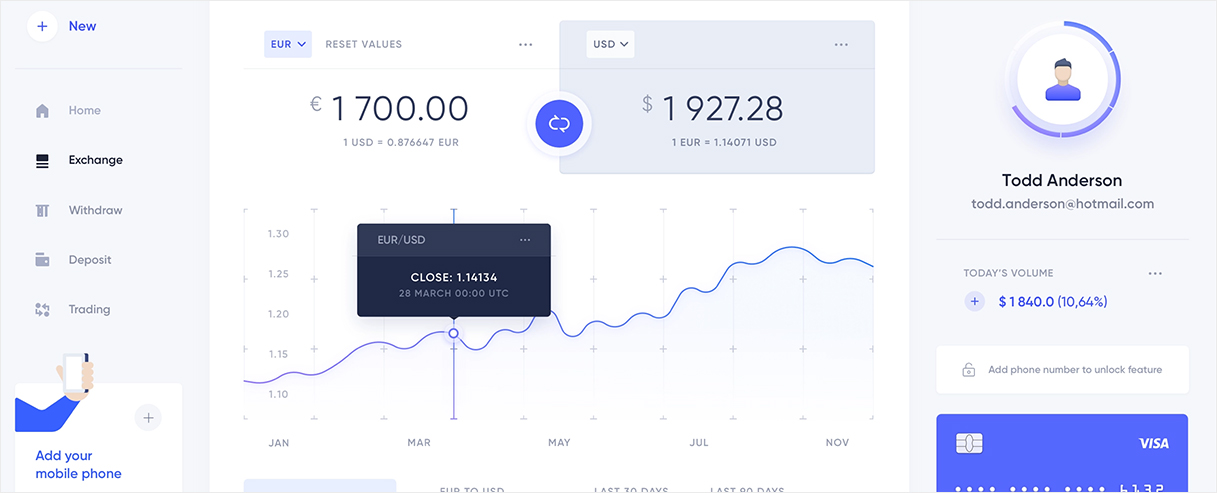 New
Home
Exchange
Withdraw
Deposit
Trading
Add your
mobile phone
EUR
RESET VALUES
€ 1 700.00
1 USD = 0.876647 EUR
USD
$ 1 927.28
1 EUR = 1.14071 USD
1.30
1.25
1.20
1.15
1.10
EUR/USD
CLOSE: 1.14134
28 MARCH 00:00 UTC
JAN MAR MAY JUL NOV
EUR TO USD LAST 30 DAYS LAST 90 DAYS
Todd Anderson
todd.anderson@hotmail.com
TODAY'S VOLUME
+ $ 1 840.0 (10,64%)
Add phone number to unlock feature
VISA
6132